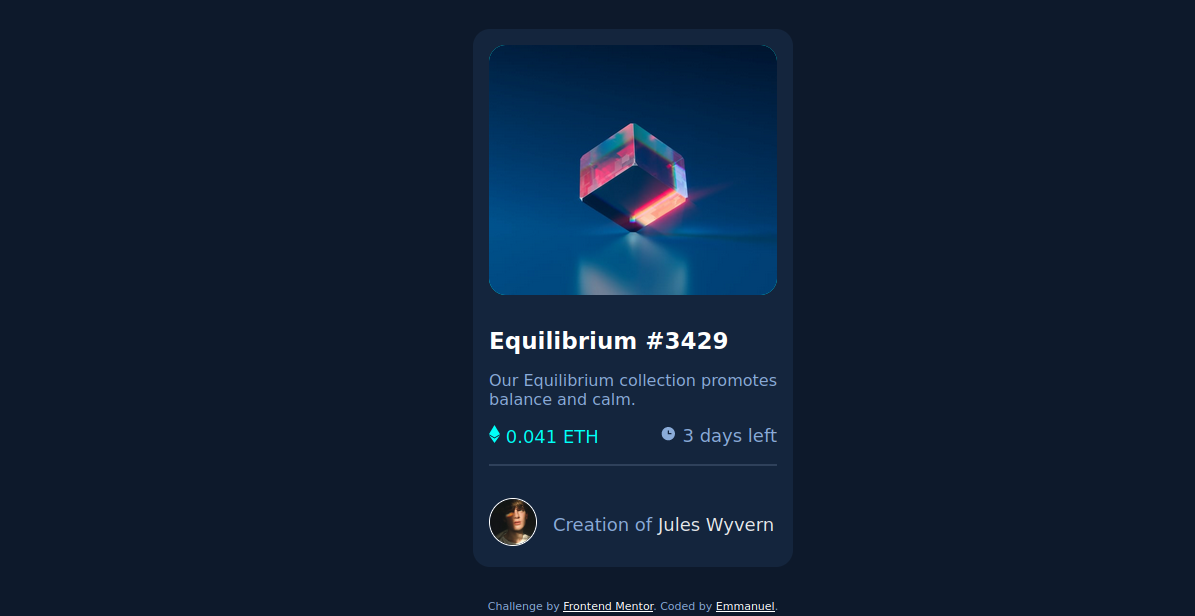 Equilibrium #3429
Our Equilibrium collection promotes
balance and calm.
0.041 ETH
3 days left
Creation of Jules Wyvern
Challenge by Frontend Mentor. Coded by Emmanuel.